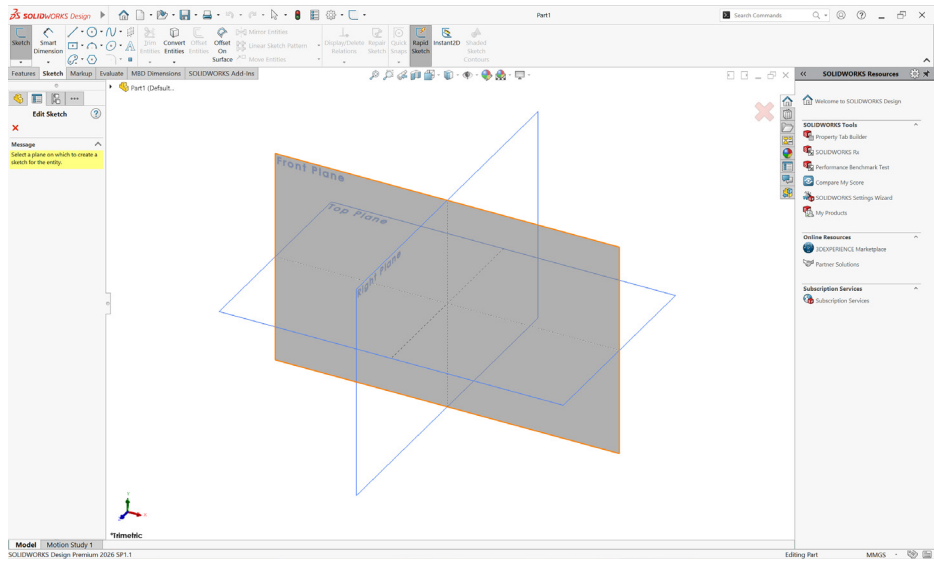 SOLIDWORKS Design
Part1
Search Commands
Sketch
Smart Dimension
Trim Entities
Convert Entities
Offset Entities
Offset On Surface
Mirror Entities
Linear Sketch Pattern
Move Entities
Display/Delete Relations
Repair Sketch
Quick Snaps
Rapid Sketch
Instant2D
Shaded Sketch Contours
Features Sketch Markup Evaluate MBD Dimensions SOLIDWORKS Add-Ins
Part1 (Default...
Edit Sketch
Message
Select a plane on which to create a
sketch for the entity.
Front Plane
Top Plane
Right Plane
*Trimetric
SOLIDWORKS Resources
Welcome to SOLIDWORKS Design
SOLIDWORKS Tools
Property Tab Builder
SOLIDWORKS Rx
Performance Benchmark Test
Compare My Score
SOLIDWORKS Settings Wizard
My Products
Online Resources
3DEXPERIENCE Marketplace
Partner Solutions
Subscription Services
Subscription Services
Model Motion Study 1
SOLIDWORKS Design Premium 2026 SP1.1
Editing Part
MMGS